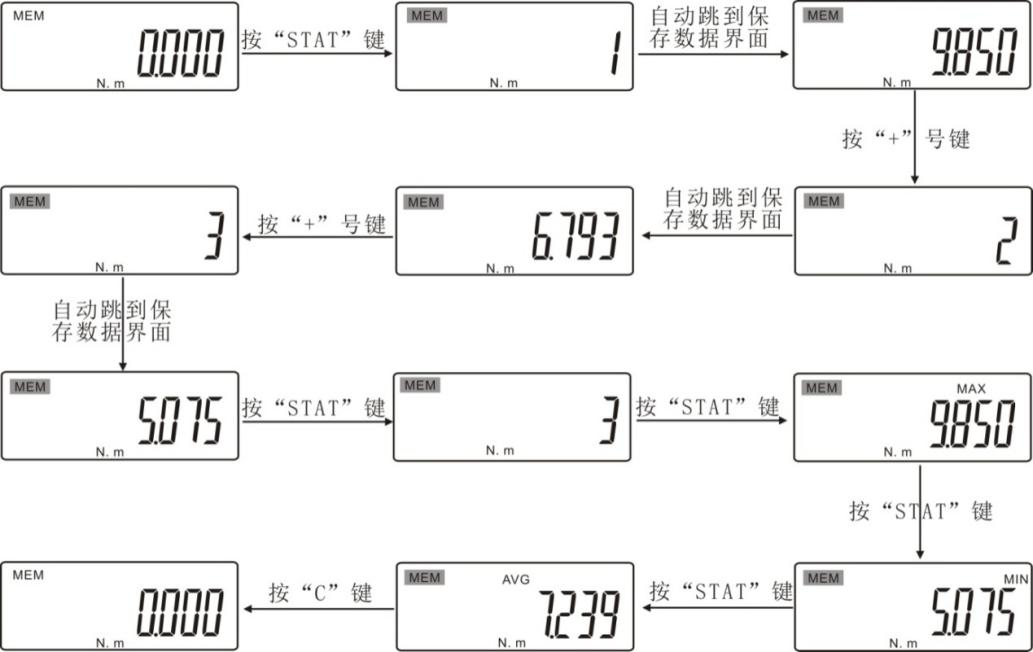 MEM
0.000
N. m
按“STAT”键
MEM
1
N. m
自动跳到保
存数据界面
MEM
9.850
N. m
按“+”号键
MEM
2
N. m
自动跳到保
存数据界面
MEM
6.793
N. m
按“+”号键
MEM
3
N. m
自动跳到保
存数据界面
MEM
5.075
N. m
按“STAT”键
MEM
3
N. m
按“STAT”键
MEM
MAX
9.850
N. m
按“STAT”键
MEM
MIN
5.075
N. m
按“STAT”键
MEM
AVG
7.239
N. m
按“C”键
MEM
0.000
N. m